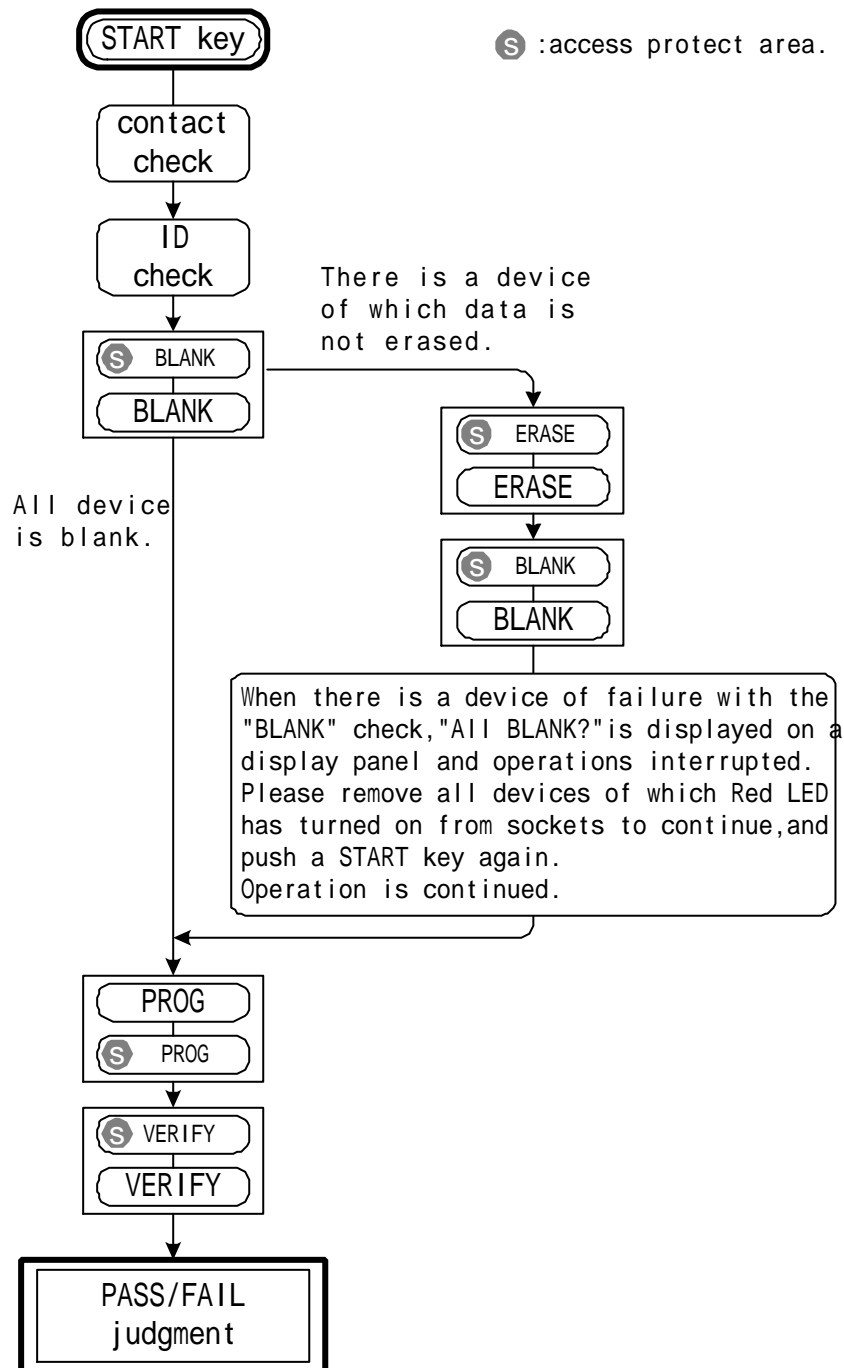 START key
S :access protect area.
contact
check
ID
check
There is a device
of which data is
not erased.
S BLANK
BLANK
S ERASE
ERASE
All device
is blank.
S BLANK
BLANK
When there is a device of failure with the
"BLANK" check,"All BLANK?"is displayed on a
display panel and operations interrupted.
Please remove all devices of which Red LED
has turned on from sockets to continue,and
push a START key again.
Operation is continued.
PROG
S PROG
S VERIFY
VERIFY
PASS/FAIL
judgment